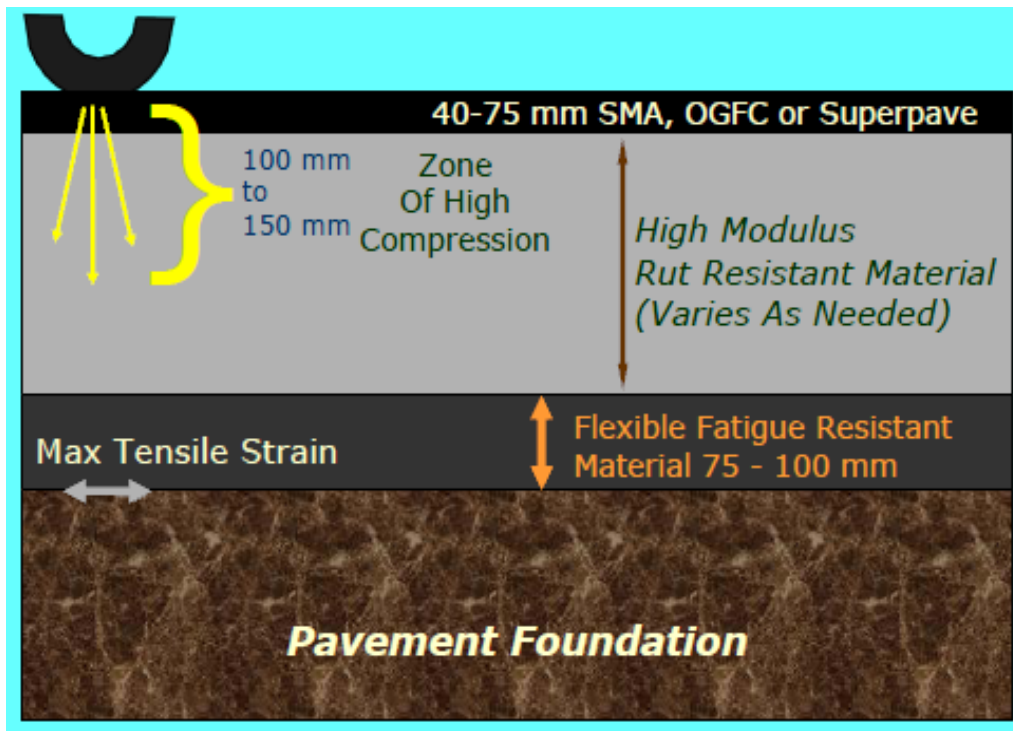 40-75 mm SMA, OGFC or Superpave
100 mm
to
150 mm
Zone
Of High
Compression
High Modulus
Rut Resistant Material
(Varies As Needed)
Max Tensile Strain
Flexible Fatigue Resistant
Material 75 - 100 mm
Pavement Foundation